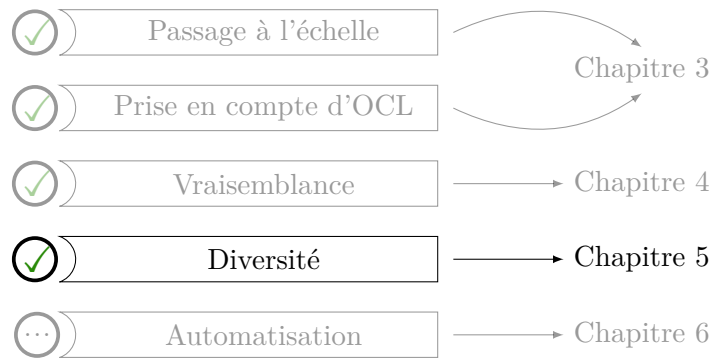 ✓ Passage à l'échelle
Chapitre 3
✓ Prise en compte d'OCL
✓ Vraisemblance Chapitre 4
✓ Diversité Chapitre 5
... Automatisation Chapitre 6